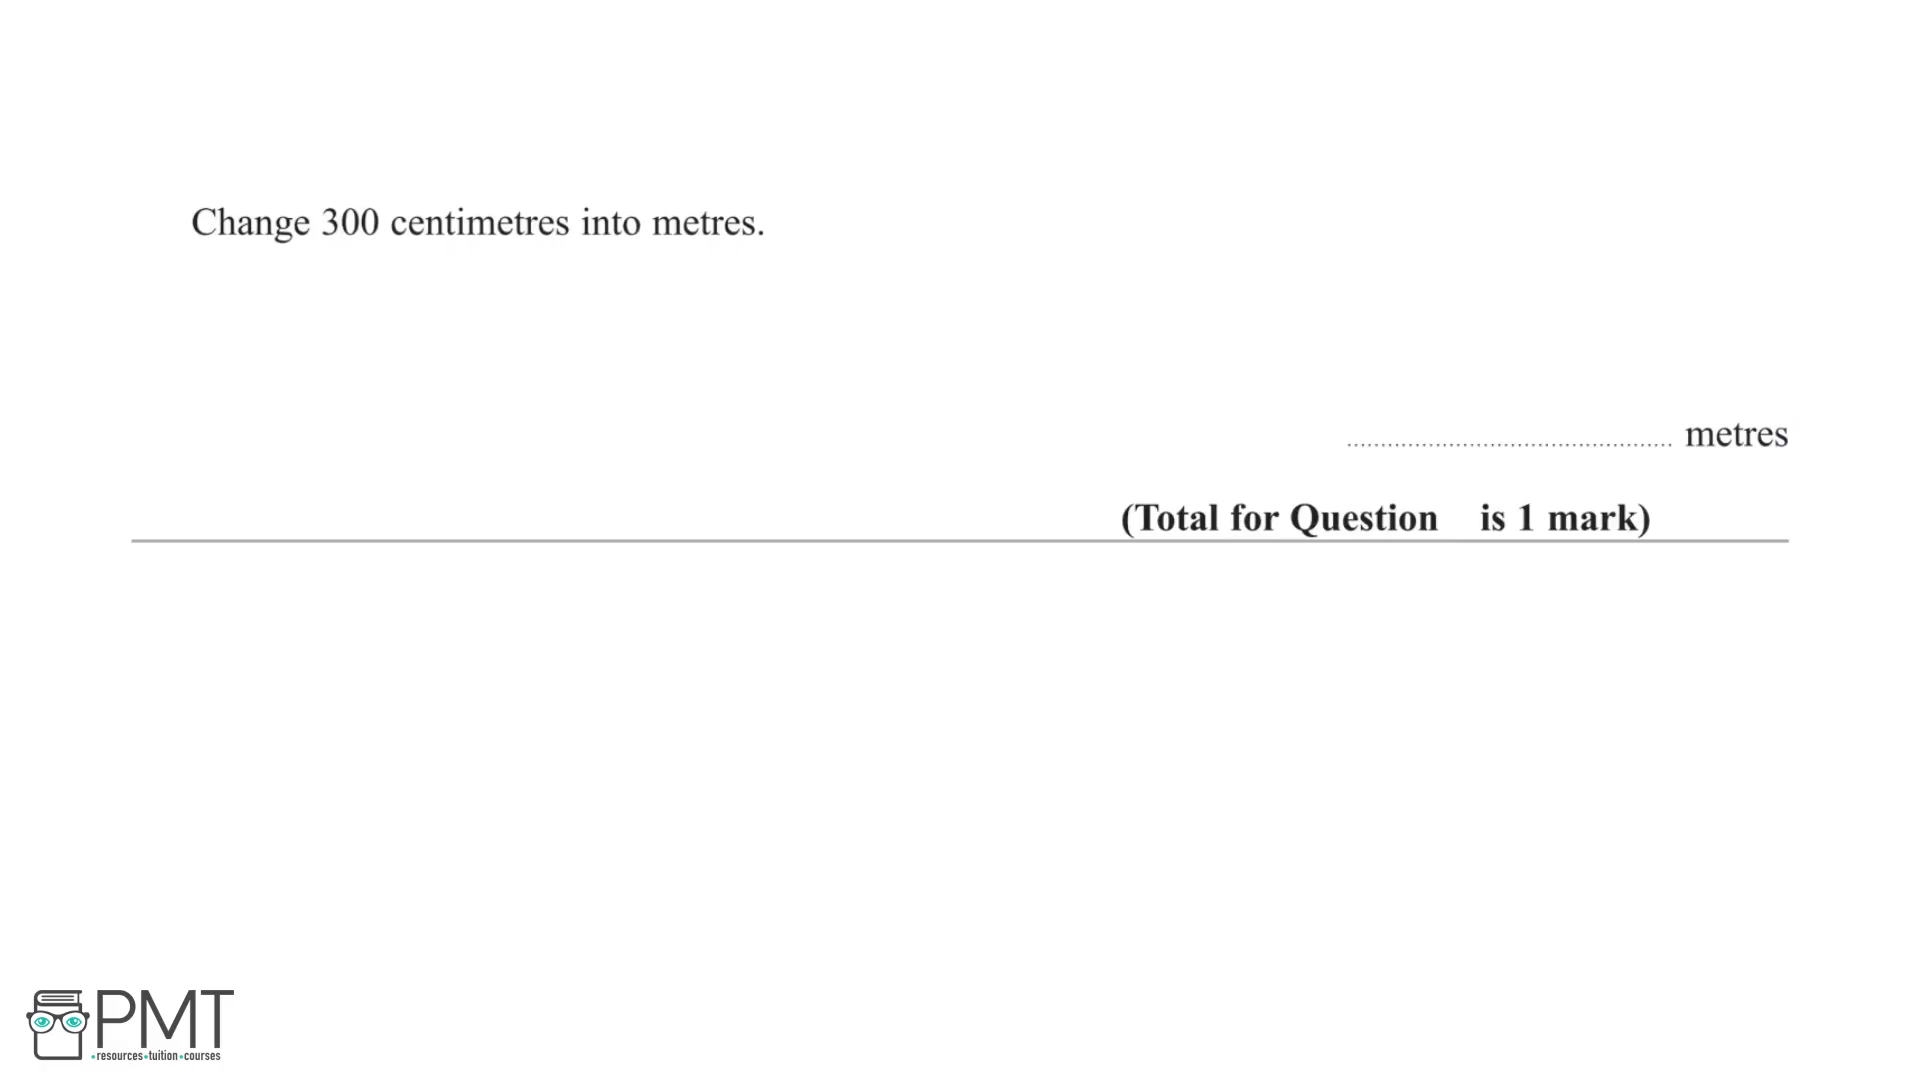 Change 300 centimetres into metres.
................................................ metres
(Total for Question is 1 mark)
PMT
•resources•tuition•courses